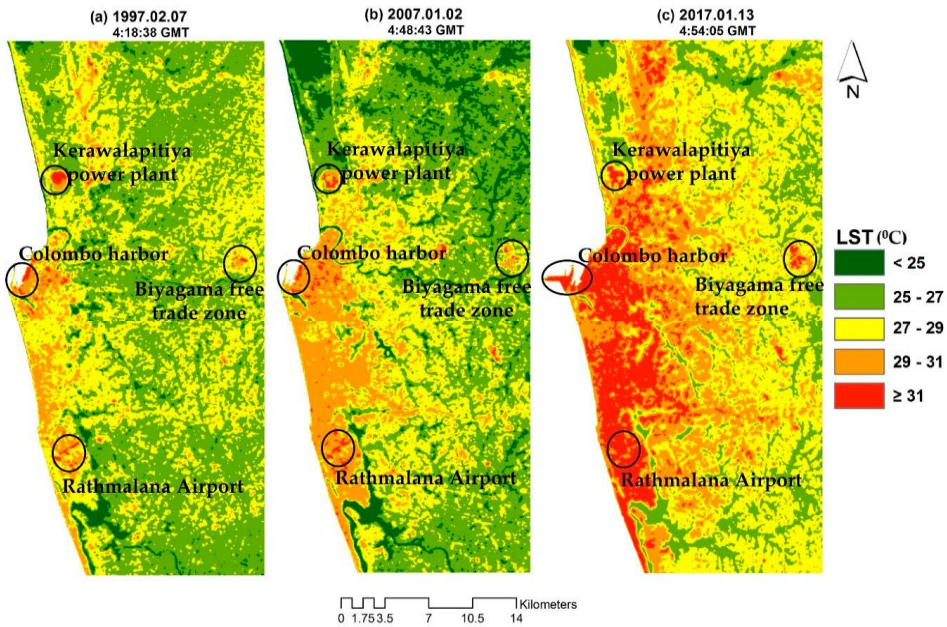 (a) 1997.02.07
4:18:38 GMT
(b) 2007.01.02
4:48:43 GMT
(c) 2017.01.13
4:54:05 GMT
N
Kerawalapitiya
power plant
Colombo harbor
Biyagama free
trade zone
Rathmalana Airport
Kerawalapitiya
power plant
Colombo harbor
Biyagama free
trade zone
Rathmalana Airport
Kerawalapitiya
power plant
Colombo harbor
Biyagama free
trade zone
Rathmalana Airport
LST (⁰C)
< 25
25 - 27
27 - 29
29 - 31
≥ 31
Kilometers
0 1.75 3.5 7 10.5 14